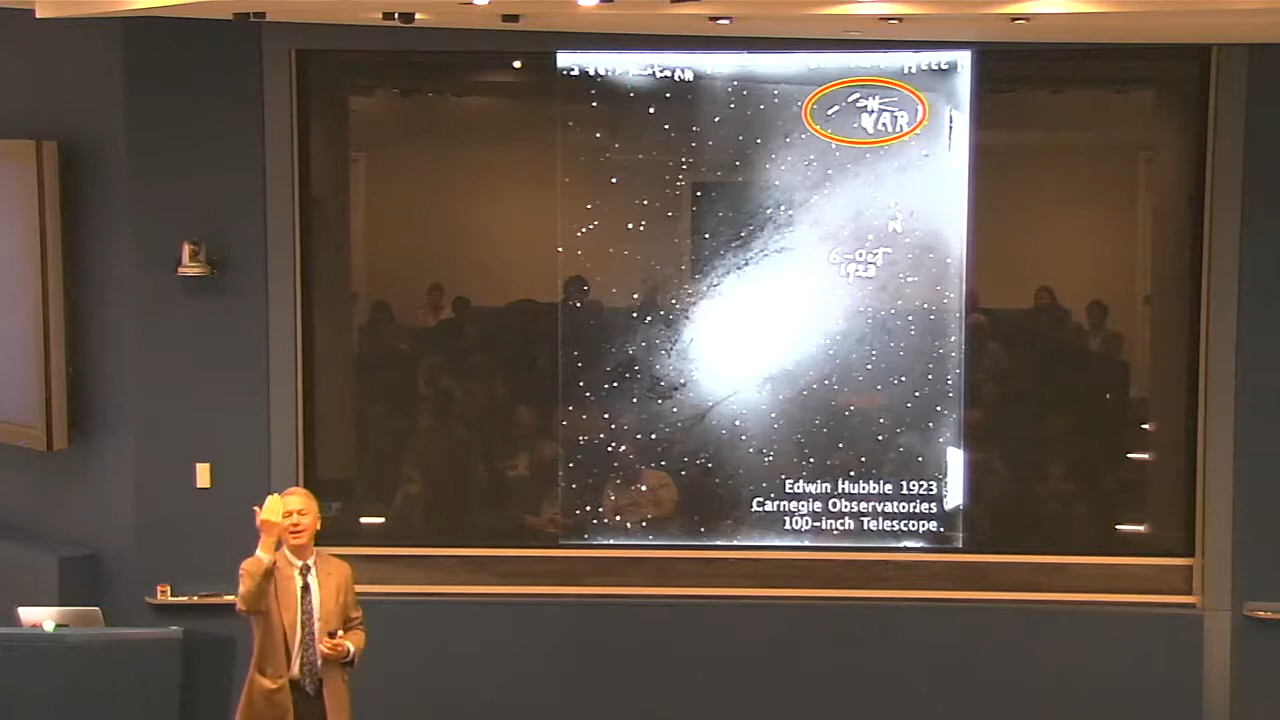 N
VAR
N
6-Oct
1923
Edwin Hubble 1923
Carnegie Observatories
100-inch Telescope